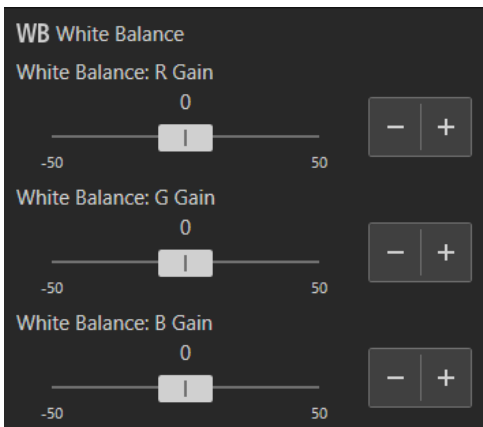 WB White Balance
White Balance: R Gain
0
− +
-50 50
White Balance: G Gain
0
− +
-50 50
White Balance: B Gain
0
− +
-50 50